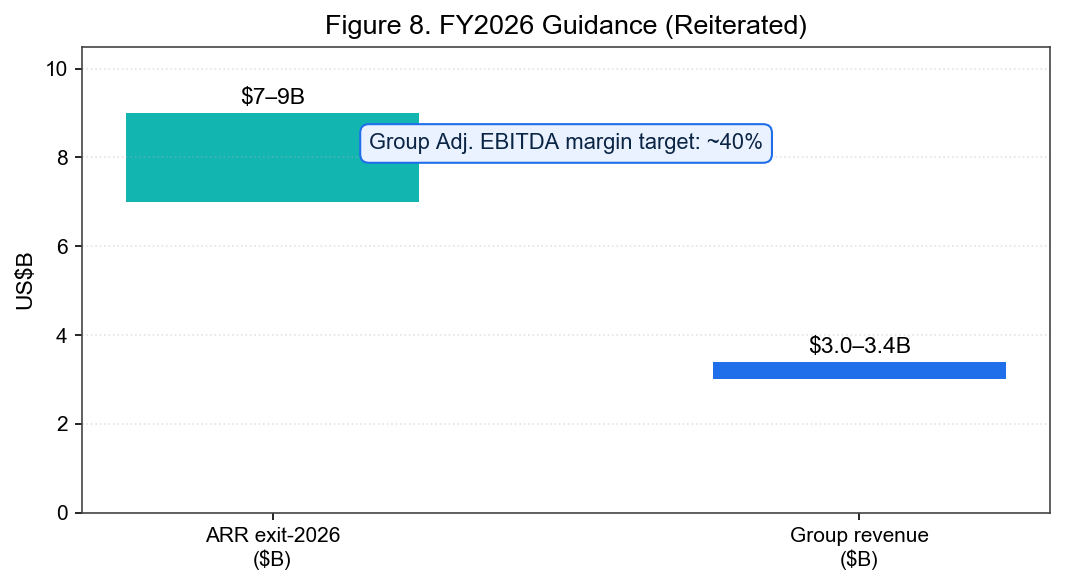 Figure 8. FY2026 Guidance (Reiterated)
10
8
6
4
2
0
US$B
$7–9B
Group Adj. EBITDA margin target: ~40%
$3.0–3.4B
ARR exit-2026
($B)
Group revenue
($B)